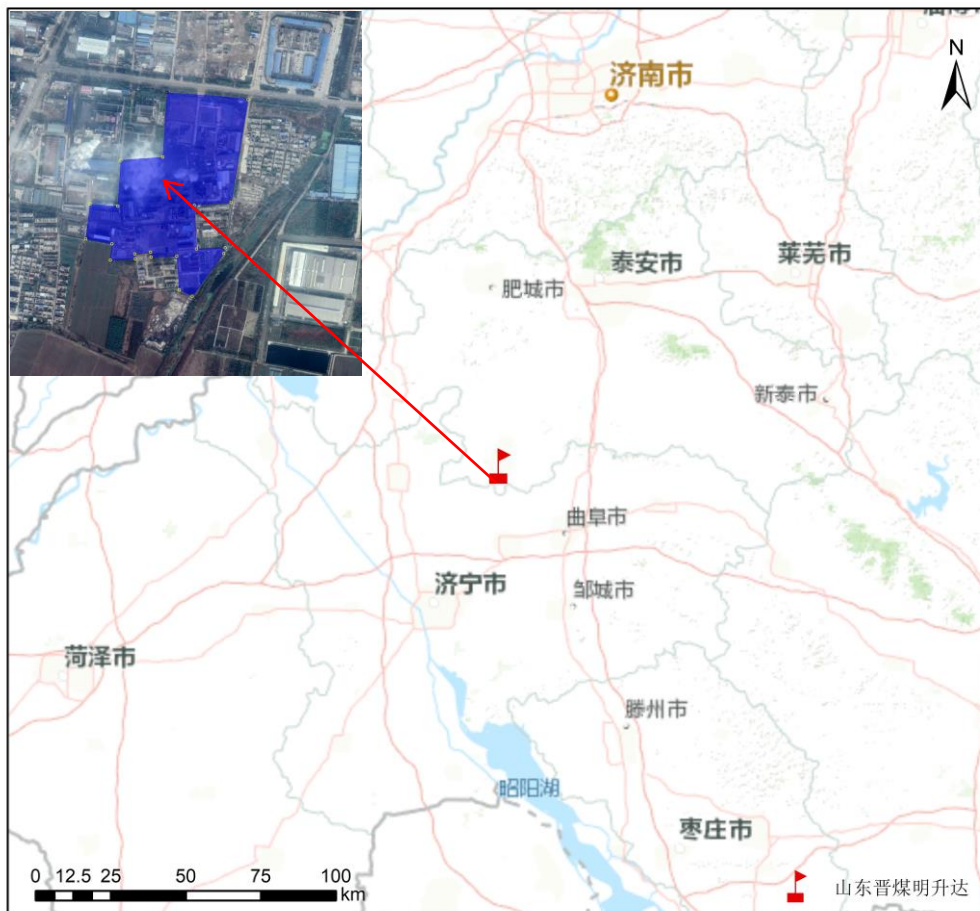 N
济南市
泰安市
莱芜市
肥城市
新泰市
曲阜市
济宁市
邹城市
菏泽市
滕州市
昭阳湖
枣庄市
0 12.5 25 50 75 100
km
山东晋煤明升达